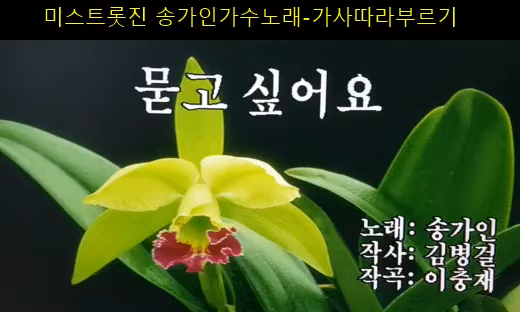 미스트롯진 송가인가수노래-가사따라부르기
묻고 싶어요
노래: 송가인
작사: 김병걸
작곡: 이충재